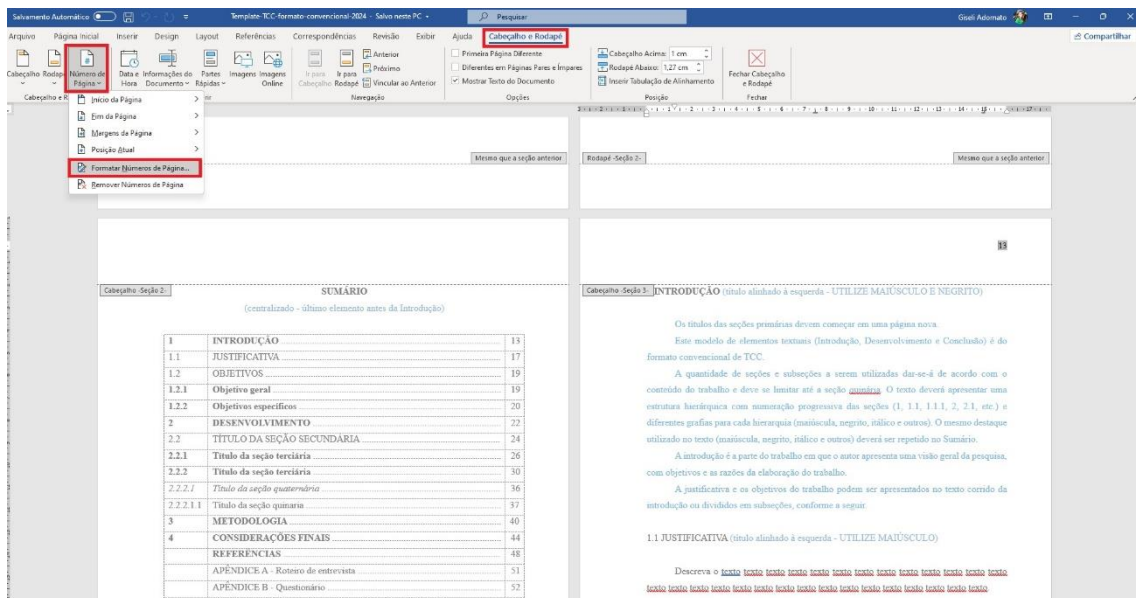 Salvamento Automático
Template-TCC-formato-convencional-2024 - Salvo neste PC
Pesquisar
Giseli Adornato
Arquivo Página Inicial Inserir Design Layout Referências Correspondências Revisão Exibir Ajuda Cabeçalho e Rodapé
Compartilhar
Cabeçalho Rodapé Número de Página
Data e Hora Informações do Documento Partes Rápidas Imagens Imagens Online
Ir para Cabeçalho Ir para Rodapé
Anterior
Próximo
Vincular ao Anterior
Primeira Página Diferente
Diferentes em Páginas Pares e Ímpares
Mostrar Texto do Documento
Cabeçalho Acima: 1 cm
Rodapé Abaixo: 1,27 cm
Inserir Tabulação de Alinhamento
Fechar Cabeçalho e Rodapé
Navegação Opções Posição Fechar
Início da Página
Fim da Página
Margens da Página
Posição Atual
Formatar Números de Página...
Remover Números de Página
Mesmo que a seção anterior
Rodapé -Seção 2-
Mesmo que a seção anterior
Cabeçalho -Seção 2-
SUMÁRIO
(centralizado - último elemento antes da Introdução)
1 INTRODUÇÃO 13
1.1 JUSTIFICATIVA 17
1.2 OBJETIVOS 19
1.2.1 Objetivo geral 19
1.2.2 Objetivos específicos 20
2 DESENVOLVIMENTO 22
2.2 TÍTULO DA SEÇÃO SECUNDÁRIA 24
2.2.1 Título da seção terciária 26
2.2.2 Título da seção terciária 30
2.2.2.1 Título da seção quaternária 36
2.2.2.1.1 Título da seção quinaria 37
3 METODOLOGIA 40
4 CONSIDERAÇÕES FINAIS 44
REFERÊNCIAS 48
APÊNDICE A - Roteiro de entrevista 51
APÊNDICE B - Questionário 52
13
Cabeçalho -Seção 3-
INTRODUÇÃO (título alinhado à esquerda - UTILIZE MAIÚSCULO E NEGRITO)
Os títulos das seções primárias devem começar em uma página nova.
Este modelo de elementos textuais (Introdução, Desenvolvimento e Conclusão) é do
formato convencional de TCC.
A quantidade de seções e subseções a serem utilizadas dar-se-á de acordo com o
conteúdo do trabalho e deve se limitar até a seção quinária. O texto deverá apresentar uma
estrutura hierárquica com numeração progressiva das seções (1, 1.1, 1.1.1, 2, 2.1, etc.) e
diferentes grafias para cada hierarquia (maiúscula, negrito, itálico e outros). O mesmo destaque
utilizado no texto (maiúscula, negrito, itálico e outros) deverá ser repetido no Sumário.
A introdução é a parte do trabalho em que o autor apresenta uma visão geral da pesquisa,
com objetivos e as razões da elaboração do trabalho.
A justificativa e os objetivos do trabalho podem ser apresentados no texto corrido da
introdução ou divididos em subseções, conforme a seguir.
1.1 JUSTIFICATIVA (título alinhado à esquerda - UTILIZE MAIÚSCULO)
Descreva o texto texto texto texto texto texto texto texto texto texto texto texto texto
texto texto texto texto texto texto texto texto texto texto texto texto texto texto texto texto